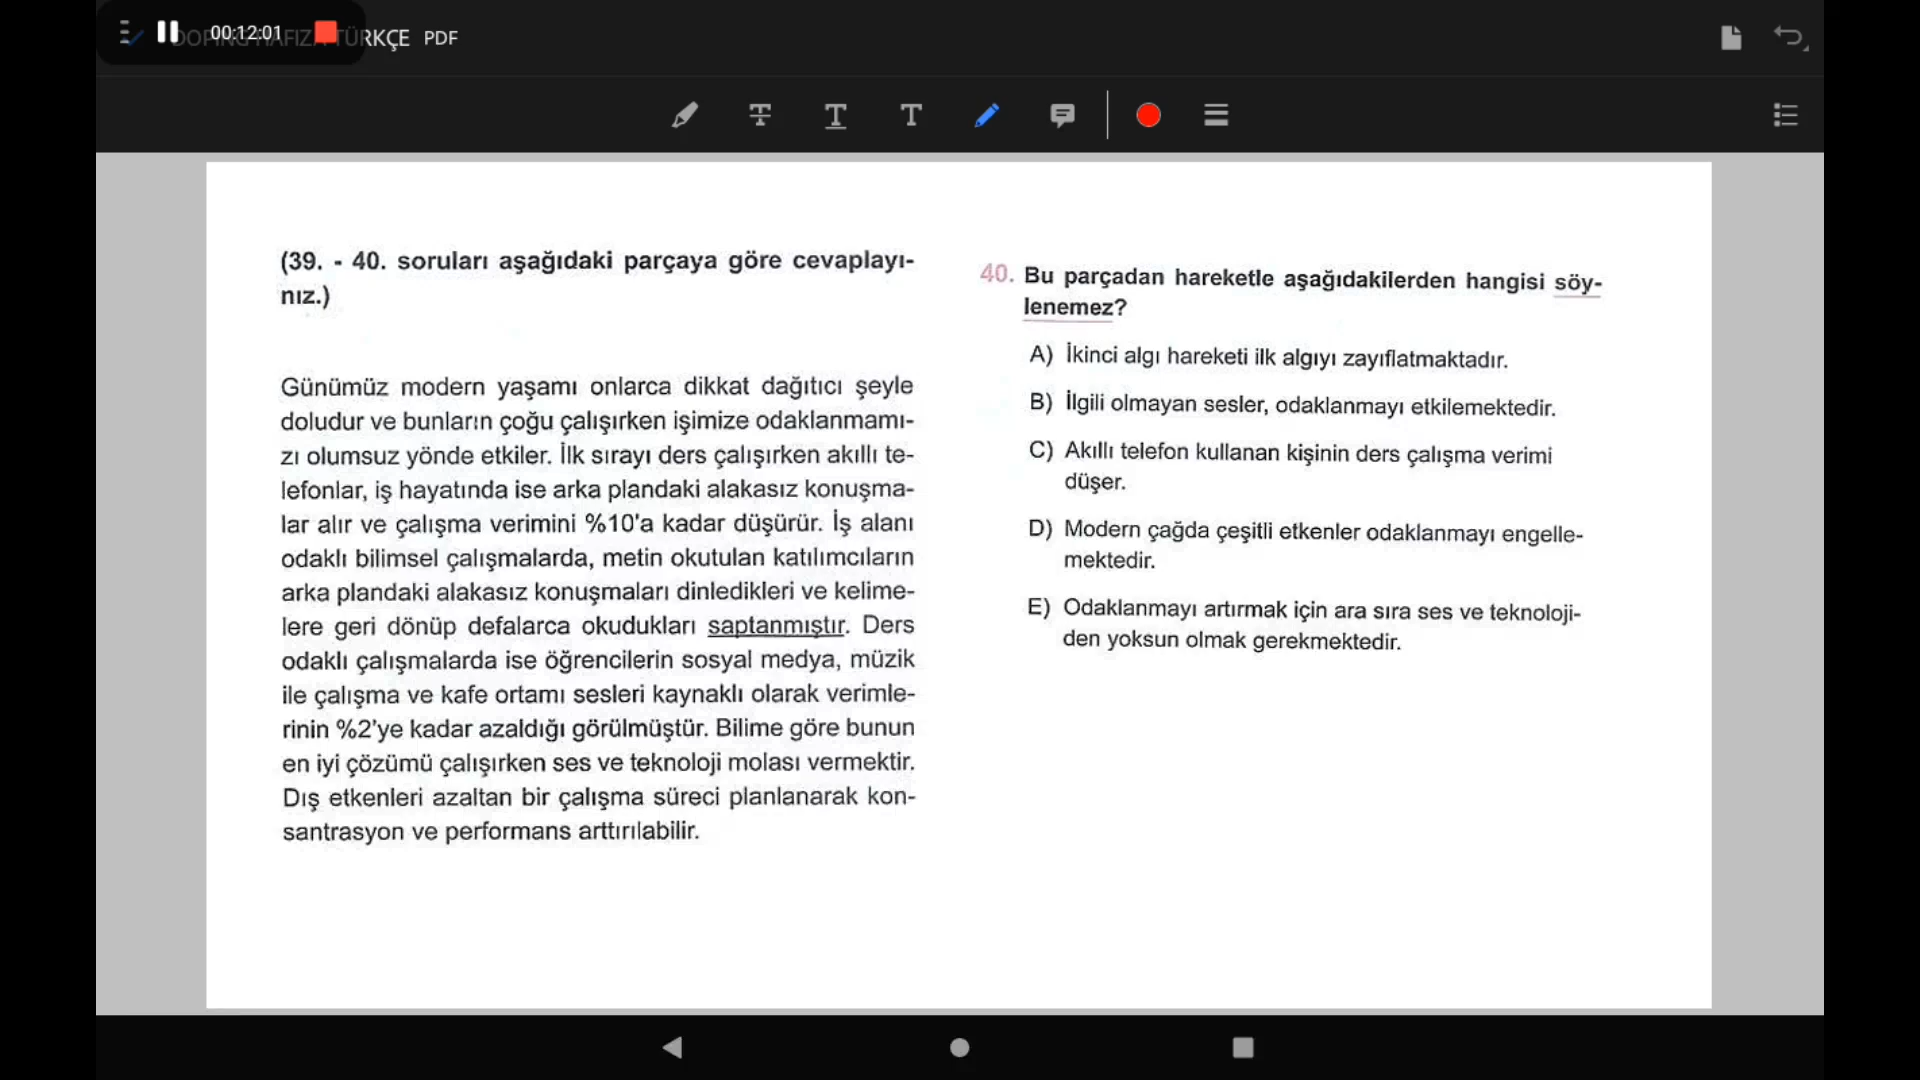 DOPING HAFIZA TÜRKÇE PDF
00:12:01
(39. - 40. soruları aşağıdaki parçaya göre cevaplayı-
nız.)
Günümüz modern yaşamı onlarca dikkat dağıtıcı şeyle
doludur ve bunların çoğu çalışırken işimize odaklanmamı-
zı olumsuz yönde etkiler. İlk sırayı ders çalışırken akıllı te-
lefonlar, iş hayatında ise arka plandaki alakasız konuşma-
lar alır ve çalışma verimini %10'a kadar düşürür. İş alanı
odaklı bilimsel çalışmalarda, metin okutulan katılımcıların
arka plandaki alakasız konuşmaları dinledikleri ve kelime-
lere geri dönüp defalarca okudukları saptanmıştır. Ders
odaklı çalışmalarda ise öğrencilerin sosyal medya, müzik
ile çalışma ve kafe ortamı sesleri kaynaklı olarak verimle-
rinin %2'ye kadar azaldığı görülmüştür. Bilime göre bunun
en iyi çözümü çalışırken ses ve teknoloji molası vermektir.
Dış etkenleri azaltan bir çalışma süreci planlanarak kon-
santrasyon ve performans arttırılabilir.
40. Bu parçadan hareketle aşağıdakilerden hangisi söy-
lenemez?
A) İkinci algı hareketi ilk algıyı zayıflatmaktadır.
B) İlgili olmayan sesler, odaklanmayı etkilemektedir.
C) Akıllı telefon kullanan kişinin ders çalışma verimi
düşer.
D) Modern çağda çeşitli etkenler odaklanmayı engelle-
mektedir.
E) Odaklanmayı artırmak için ara sıra ses ve teknoloji-
den yoksun olmak gerekmektedir.